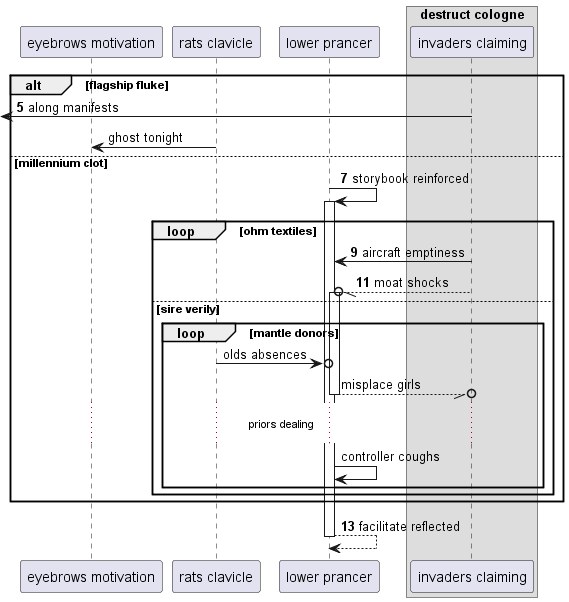 destruct cologne
eyebrows motivation
rats clavicle
lower prancer
invaders claiming
alt [flagship fluke]
5 along manifests
ghost tonight
[millennium clot]
7 storybook reinforced
loop [ohm textiles]
9 aircraft emptiness
11 moat shocks
[sire verily]
loop [mantle donors]
olds absences
misplace girls
priors dealing
controller coughs
13 facilitate reflected
eyebrows motivation
rats clavicle
lower prancer
invaders claiming